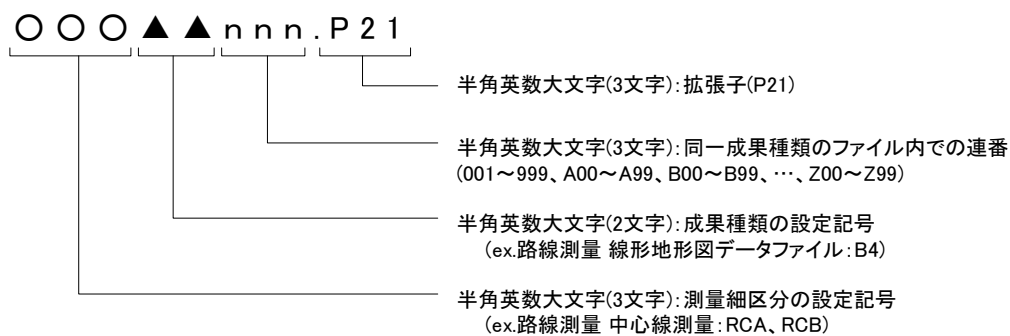 ○○○▲▲nnn.P21
半角英数大文字(3文字):拡張子(P21)
半角英数大文字(3文字):同一成果種類のファイル内での連番
(001～999、A00～A99、B00～B99、…、Z00～Z99)
半角英数大文字(2文字):成果種類の設定記号
(ex.路線測量 線形地形図データファイル:B4)
半角英数大文字(3文字):測量細区分の設定記号
(ex.路線測量 中心線測量:RCA、RCB)